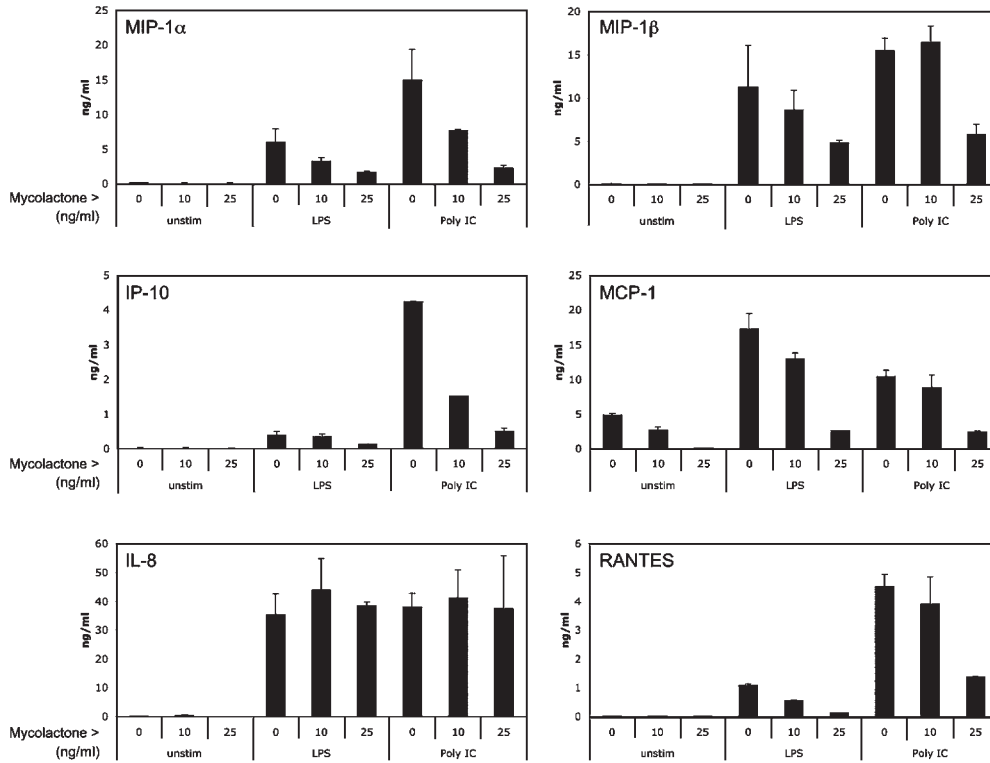 MIP-1α
25
20
15
10
5
0
ng/ml
Mycolactone >
(ng/ml)
0 10 25 0 10 25 0 10 25
unstim LPS Poly IC
MIP-1β
20
15
10
5
0
ng/ml
0 10 25 0 10 25 0 10 25
unstim LPS Poly IC
IP-10
5
4
3
2
1
0
ng/ml
Mycolactone >
(ng/ml)
0 10 25 0 10 25 0 10 25
unstim LPS Poly IC
MCP-1
25
20
15
10
5
0
ng/ml
0 10 25 0 10 25 0 10 25
unstim LPS Poly IC
IL-8
60
50
40
30
20
10
0
ng/ml
Mycolactone >
(ng/ml)
0 10 25 0 10 25 0 10 25
unstim LPS Poly IC
RANTES
6
5
4
3
2
1
0
ng/ml
0 10 25 0 10 25 0 10 25
unstim LPS Poly IC